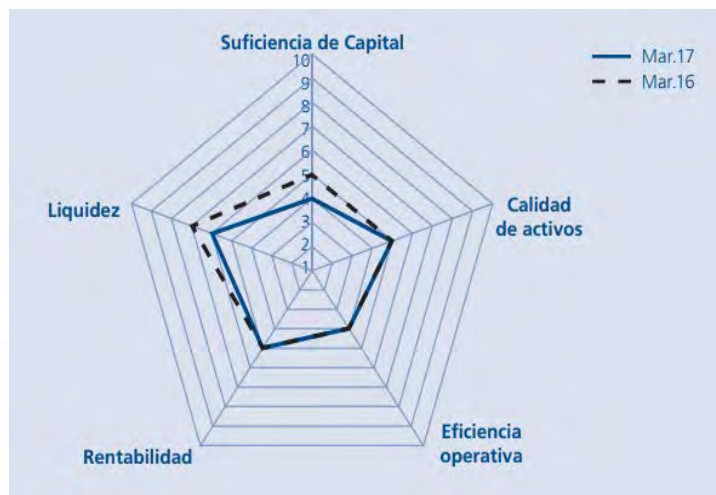 Suficiencia de Capital
10
9
8
7
6
5
4
3
2
1
Mar.17
Mar.16
Liquidez
Calidad
de activos
Rentabilidad
Eficiencia
operativa